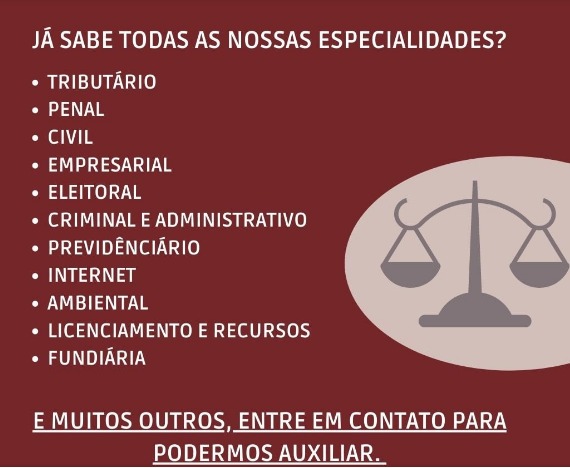 JÁ SABE TODAS AS NOSSAS ESPECIALIDADES?
• TRIBUTÁRIO
• PENAL
• CIVIL
• EMPRESARIAL
• ELEITORAL
• CRIMINAL E ADMINISTRATIVO
• PREVIDÊNCIÁRIO
• INTERNET
• AMBIENTAL
• LICENCIAMENTO E RECURSOS
• FUNDIÁRIA
E MUITOS OUTROS, ENTRE EM CONTATO PARA
PODERMOS AUXILIAR.